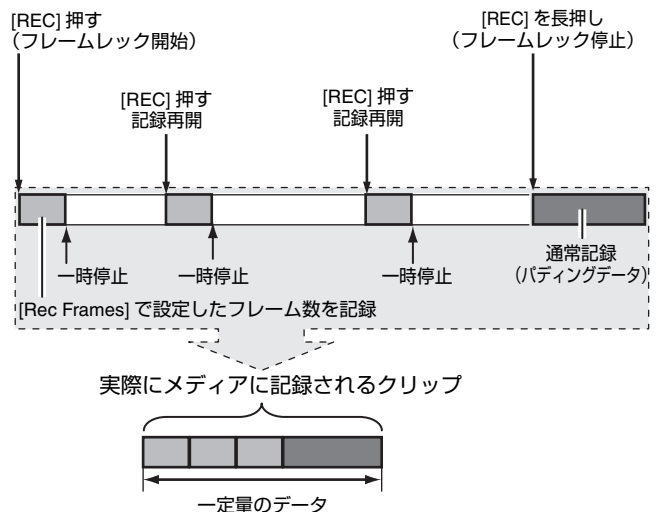 [REC] 押す
(フレームレック開始)
[REC] を長押し
(フレームレック停止)
[REC] 押す
記録再開
[REC] 押す
記録再開
一時停止
一時停止
一時停止
通常記録
(パディングデータ)
[Rec Frames] で設定したフレーム数を記録
実際にメディアに記録されるクリップ
一定量のデータ